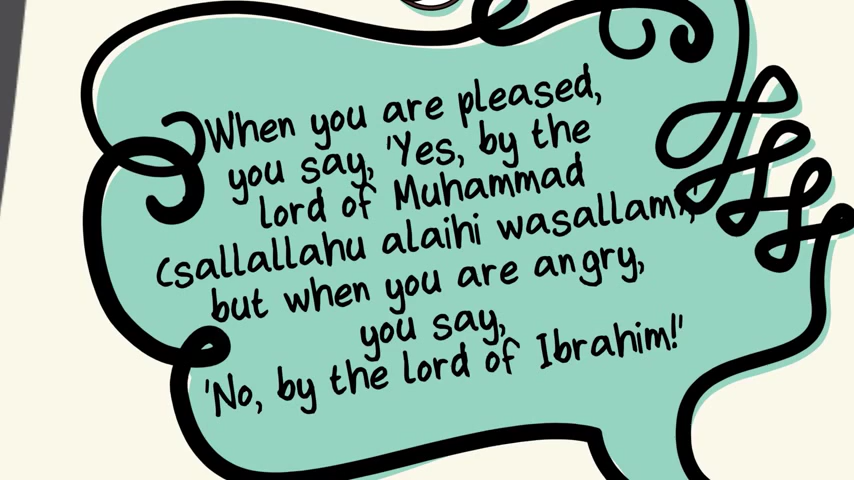 When you are pleased,
you say, 'Yes, by the
lord of Muhammad
(sallallahu alaihi wasallam),'
but when you are angry,
you say,
'No, by the lord of Ibrahim!'